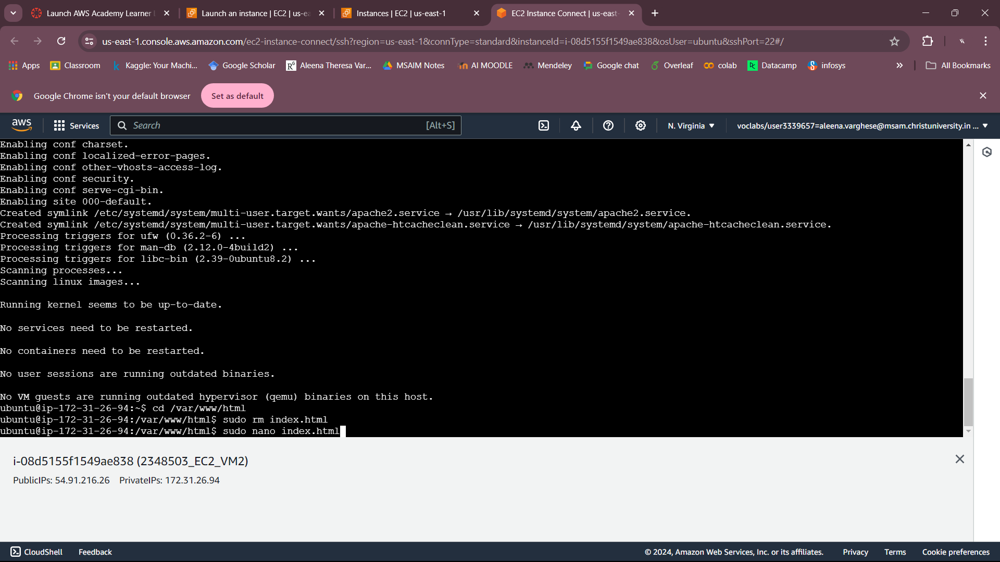 Launch AWS Academy Learner L
Launch an instance | EC2 | us-ea
Instances | EC2 | us-east-1
EC2 Instance Connect | us-east-
us-east-1.console.aws.amazon.com/ec2-instance-connect/ssh?region=us-east-1&connType=standard&instanceId=i-08d5155f1549ae838&osUser=ubuntu&sshPort=22#/
Apps
Classroom
Kaggle: Your Machi...
Google Scholar
Aleena Theresa Var...
MSAIM Notes
AI MOODLE
Mendeley
Google chat
Overleaf
colab
Datacamp
infosys
All Bookmarks
Google Chrome isn't your default browser
Set as default
aws
Services
Search
[Alt+S]
N. Virginia
voclabs/user3339657=aleena.varghese@msam.christuniversity.in ...
Enabling conf charset.
Enabling conf localized-error-pages.
Enabling conf other-vhosts-access-log.
Enabling conf security.
Enabling conf serve-cgi-bin.
Enabling site 000-default.
Created symlink /etc/systemd/system/multi-user.target.wants/apache2.service → /usr/lib/systemd/system/apache2.service.
Created symlink /etc/systemd/system/multi-user.target.wants/apache-htcacheclean.service → /usr/lib/systemd/system/apache-htcacheclean.service.
Processing triggers for ufw (0.36.2-6) ...
Processing triggers for man-db (2.12.0-4build2) ...
Processing triggers for libc-bin (2.39-0ubuntu8.2) ...
Scanning processes...
Scanning linux images...
Running kernel seems to be up-to-date.
No services need to be restarted.
No containers need to be restarted.
No user sessions are running outdated binaries.
No VM guests are running outdated hypervisor (qemu) binaries on this host.
ubuntu@ip-172-31-26-94:~$ cd /var/www/html
ubuntu@ip-172-31-26-94:/var/www/html$ sudo rm index.html
ubuntu@ip-172-31-26-94:/var/www/html$ sudo nano index.html
i-08d5155f1549ae838 (2348503_EC2_VM2)
PublicIPs: 54.91.216.26 PrivateIPs: 172.31.26.94
CloudShell
Feedback
© 2024, Amazon Web Services, Inc. or its affiliates.
Privacy
Terms
Cookie preferences